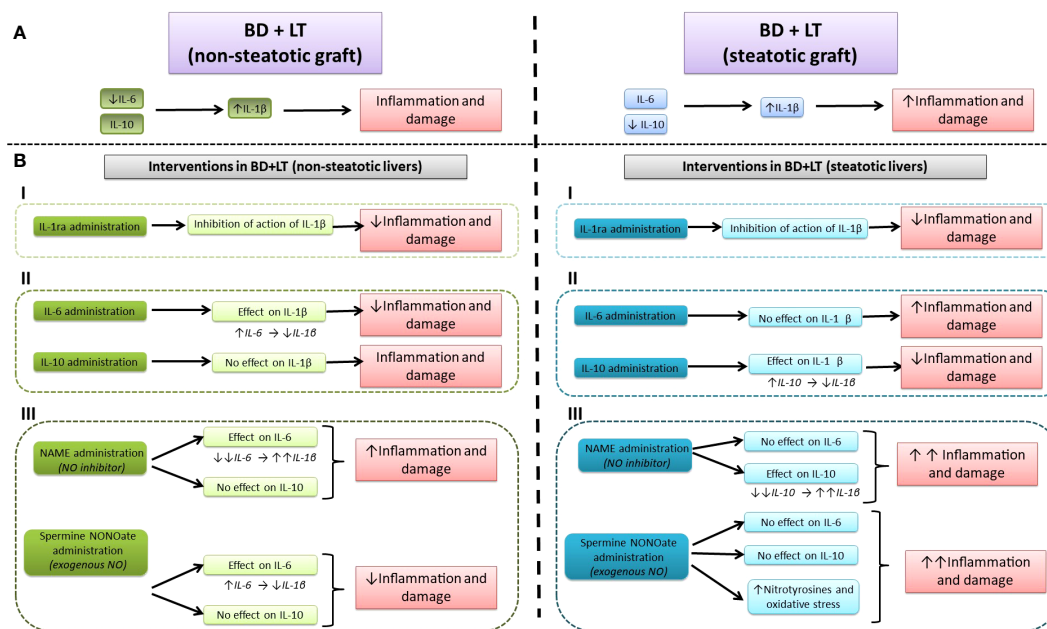 A
BD + LT
(non-steatotic graft)
↓IL-6
IL-10
↑IL-1β
Inflammation and
damage
BD + LT
(steatotic graft)
IL-6
↓ IL-10
↑IL-1β
↑Inflammation and
damage
B
Interventions in BD+LT (non-steatotic livers)
I
IL-1ra administration
Inhibition of action of IL-1β
↓Inflammation and
damage
II
IL-6 administration
Effect on IL-1β
↑IL-6 → ↓IL-1β
↓Inflammation and
damage
IL-10 administration
No effect on IL-1β
Inflammation and
damage
III
NAME administration
(NO inhibitor)
Effect on IL-6
↓↓IL-6 → ↑↑IL-1β
No effect on IL-10
↑Inflammation and
damage
Spermine NONOate
administration
(exogenous NO)
Effect on IL-6
↑IL-6 → ↓IL-1β
No effect on IL-10
↓Inflammation and
damage
Interventions in BD+LT (steatotic livers)
I
IL-1ra administration
Inhibition of action of IL-1β
↓Inflammation and
damage
II
IL-6 administration
No effect on IL-1 β
↑Inflammation and
damage
IL-10 administration
Effect on IL-1 β
↑IL-10 → ↓IL-1β
↓Inflammation and
damage
III
NAME administration
(NO inhibitor)
No effect on IL-6
Effect on IL-10
↓↓IL-10 → ↑↑IL-1β
↑ ↑ Inflammation
and damage
Spermine NONOate
administration
(exogenous NO)
No effect on IL-6
No effect on IL-10
↑Nitrotyrosines and
oxidative stress
↑↑Inflammation
and damage